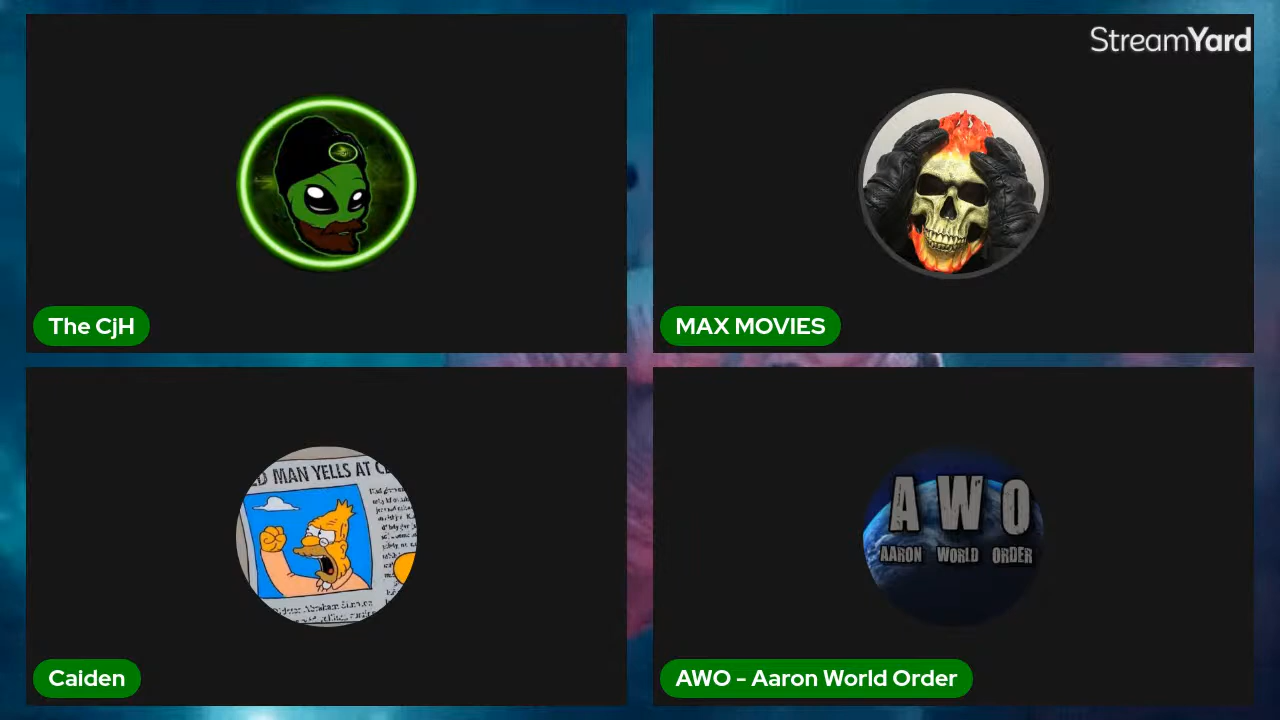 StreamYard
The CjH
MAX MOVIES
MAN YELLS AT
Caiden
A W O
AARON WORLD ORDER
AWO - Aaron World Order